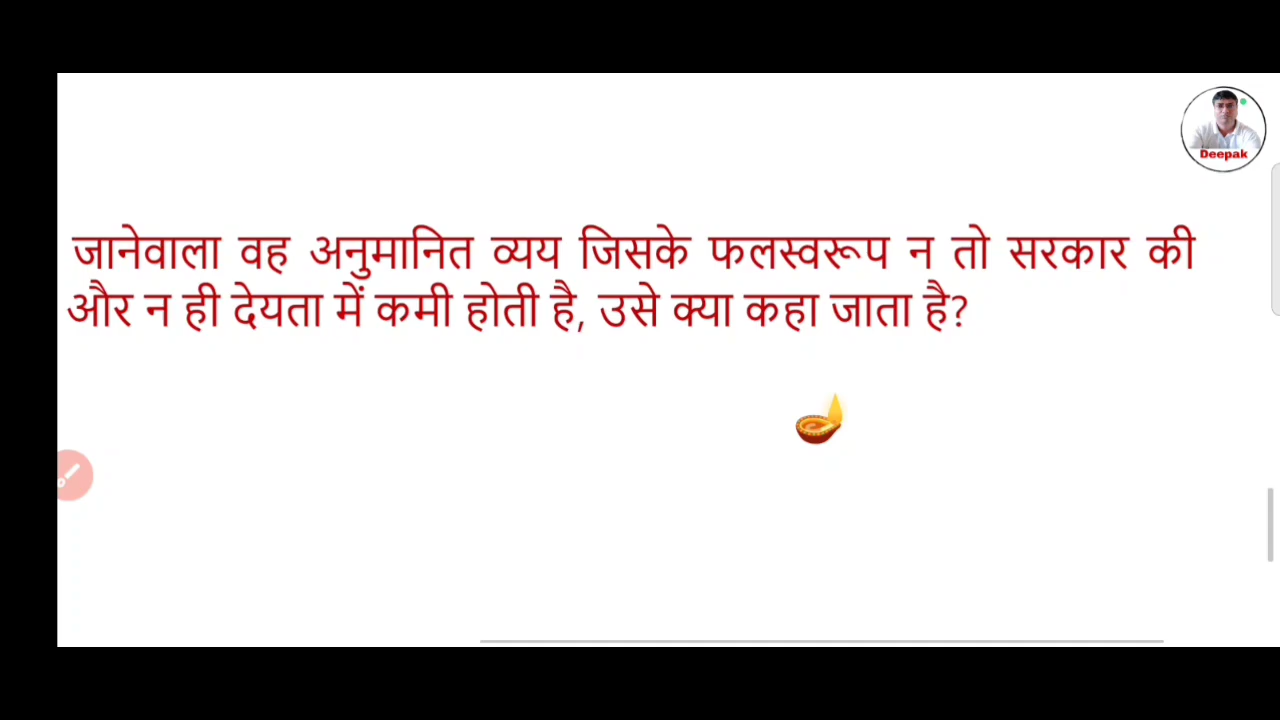 Deepak
जानेवाला वह अनुमानित व्यय जिसके फलस्वरूप न तो सरकार की
और न ही देयता में कमी होती है, उसे क्या कहा जाता है?